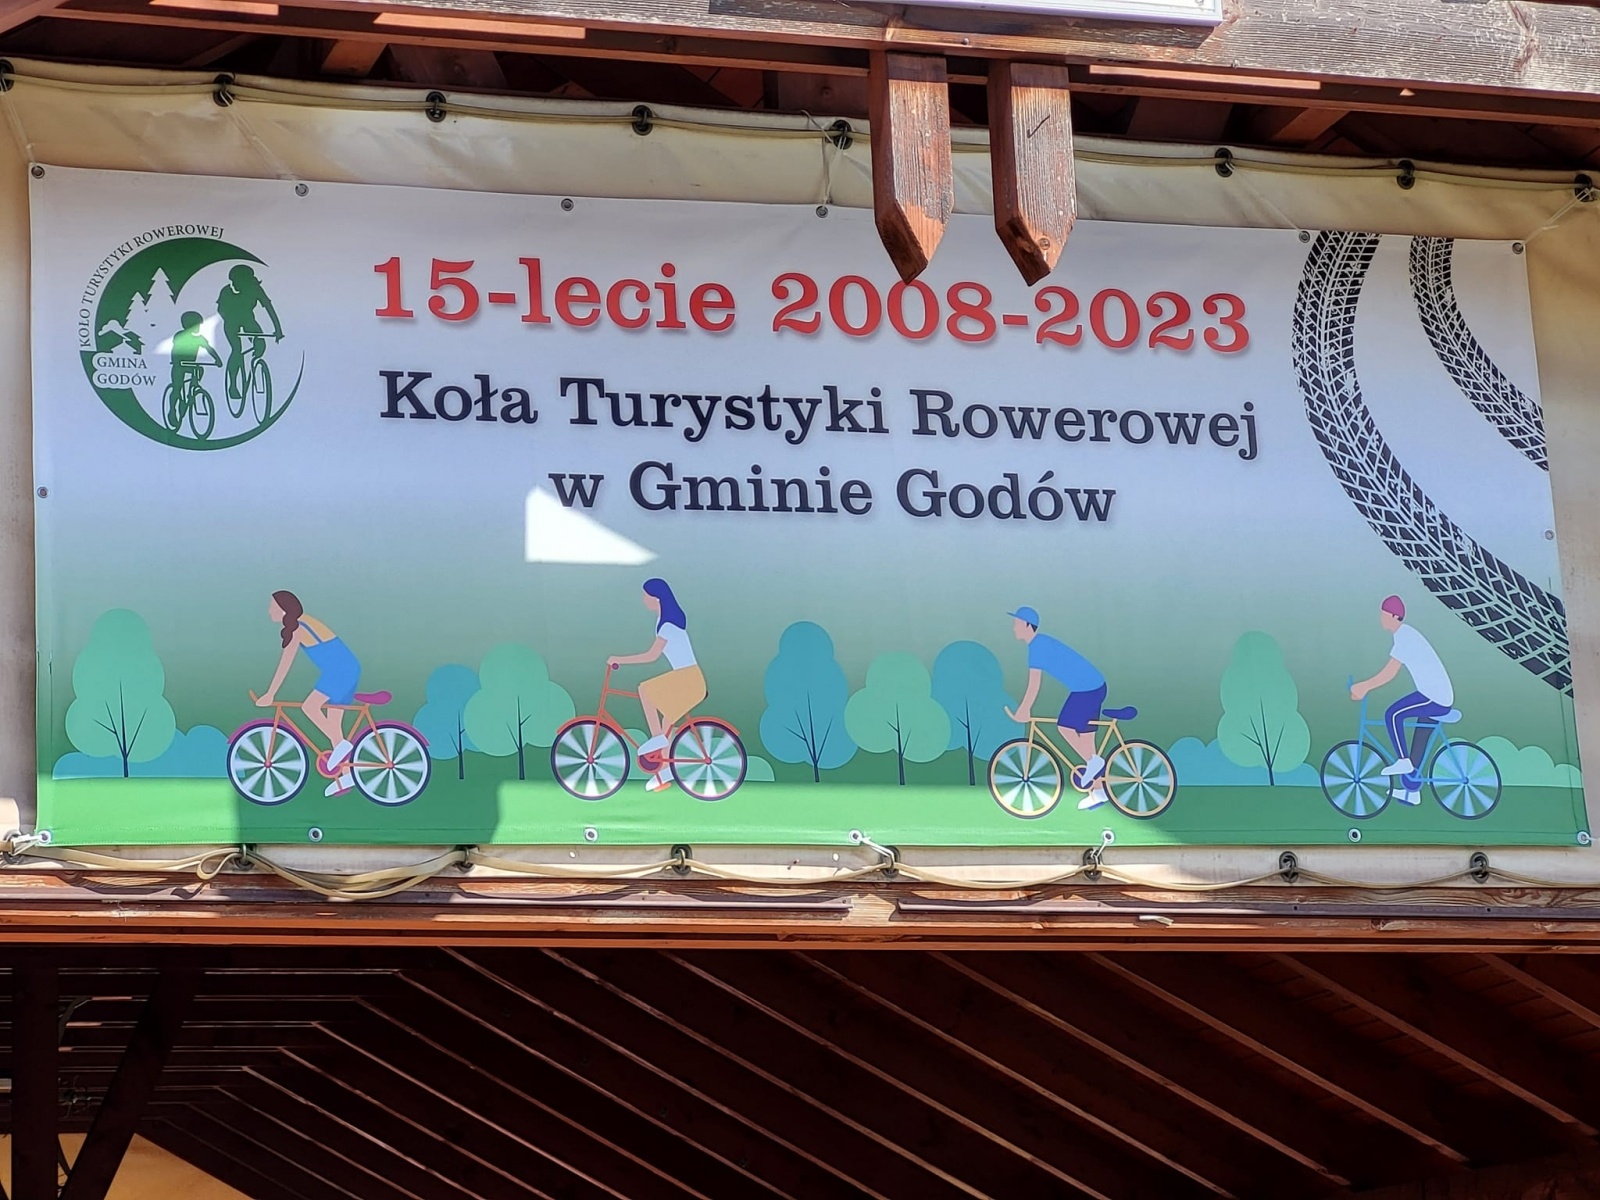 KOŁO TURYSTYKI ROWEROWEJ
GMINA
GODÓW
15-lecie 2008-2023
Koła Turystyki Rowerowej
w Gminie Godów